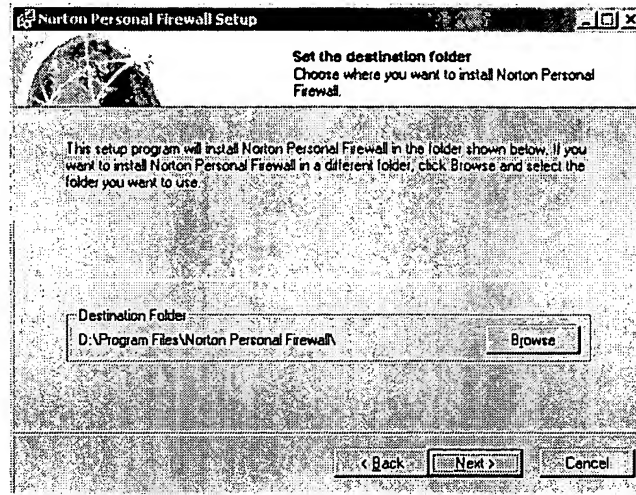 Norton Personal Firewall Setup
Set the destination folder
Choose where you want to install Norton Personal
Firewall.
This setup program will install Norton Personal Firewall in the folder shown below. If you
want to install Norton Personal Firewall in a different folder, click Browse and select the
folder you want to use.
Destination Folder
D:\Program Files\Norton Personal Firewall\
Browse
< Back
Next >
Cancel